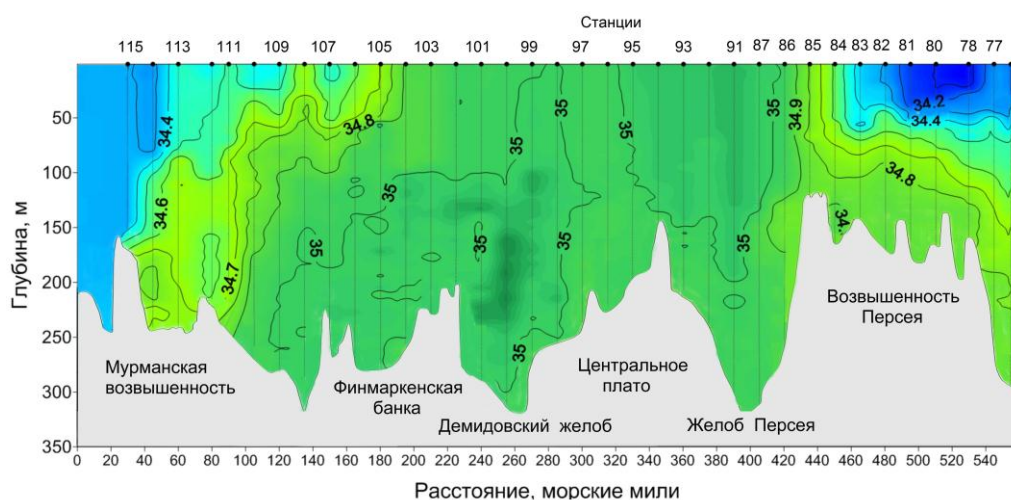 Станции
115 113 111 109 107 105 103 101 99 97 95 93 91 87 86 85 84 83 82 81 80 78 77
50
100
150
200
250
300
350
Глубина, м
34.4
34.6
34.7
34.8
35
35
35
35
35
35
35
35
35
34.9
34.2
34.4
34.8
34.
Мурманская
возвышенность
Финмаркенская
банка
Демидовский желоб
Центральное
плато
Желоб Персея
Возвышенность
Персея
0 20 40 60 80 100 120 140 160 180 200 220 240 260 280 300 320 340 360 380 400 420 440 460 480 500 520 540
Расстояние, морские мили